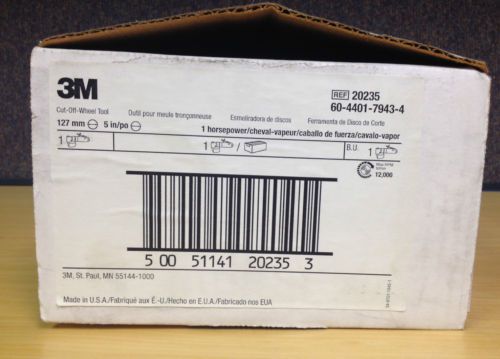 3M
REF 20235
60-4401-7943-4
Cut-Off-Wheel Tool Outil pour meule tronçonneuse Esmeriladora de discos Ferramenta de Disco de Corte
127 mm 5 in/po 1 horsepower/cheval-vapeur/caballo de fuerza/cavalo-vapor
1 1 / B.U. 1
Max RPM
12,000
5 00 51141 20235 3
3M, St. Paul, MN 55144-1000
Made in U.S.A./Fabriqué aux É.-U./Hecho en E.U.A./Fabricado nos EUA